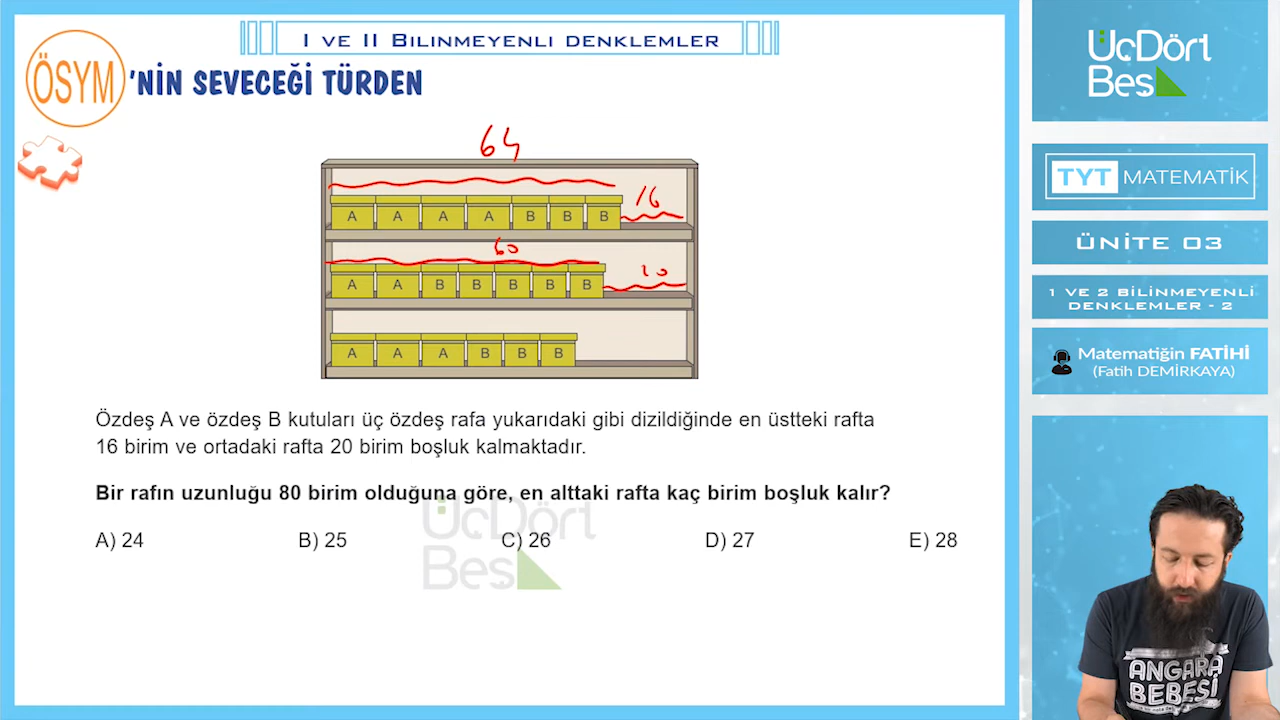 I VE II BILINMEYENLI DENKLEMLER
ÖSYM'NİN SEVECEĞİ TÜRDEN
64
16
A A A A B B B
60
20
A A B B B B B
A A A B B B
Özdeş A ve özdeş B kutuları üç özdeş rafa yukarıdaki gibi dizildiğinde en üstteki rafta
16 birim ve ortadaki rafta 20 birim boşluk kalmaktadır.
Bir rafın uzunluğu 80 birim olduğuna göre, en alttaki rafta kaç birim boşluk kalır?
A) 24 B) 25 C) 26 D) 27 E) 28
ÜçDört
Beş
ÜçDört
Beş
TYT MATEMATİK
ÜNİTE 03
1 VE 2 BİLİNMEYENLİ
DENKLEMLER - 2
Matematiğin FATİHİ
(Fatih DEMİRKAYA)
ANGARA
BEBESİ